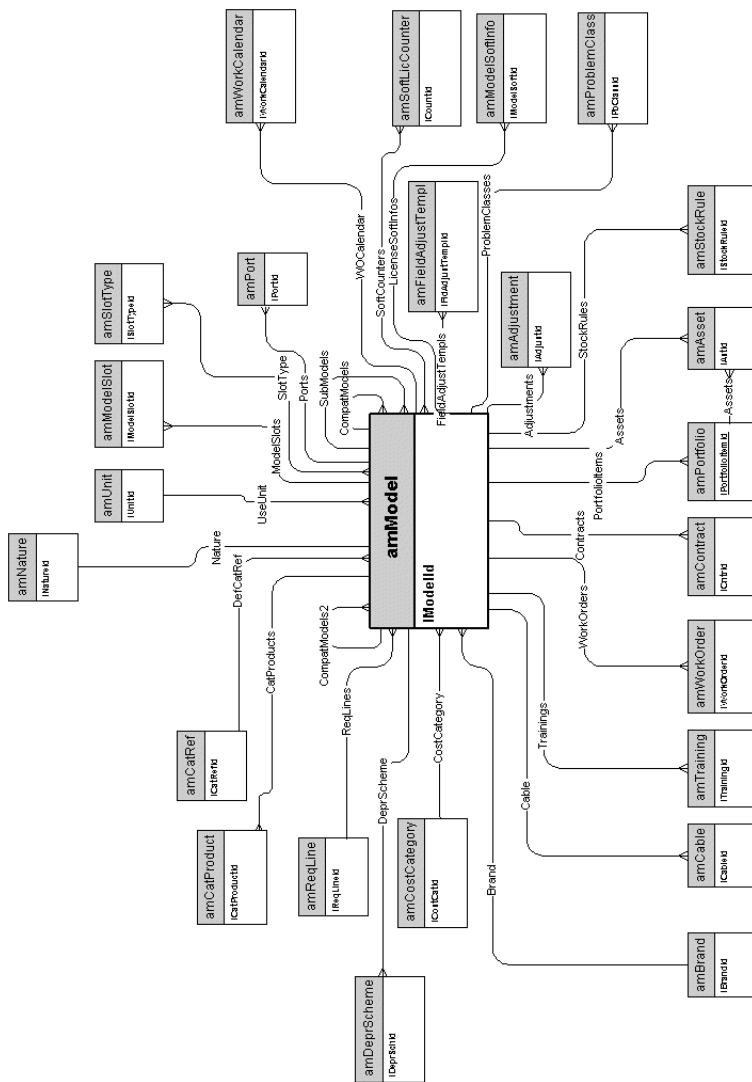 amNature
lNatureId
amUnit
lUnitId
amModelSlot
lModelSlotId
amSlotType
lSlotTypeId
amPort
lPortId
amWorkCalendar
lWorkCalendarId
amSoftLicCounter
lCountId
amModelSoftInfo
lModelSoftId
amProblemClass
lPbClassId
amFieldAdjustTempl
lFldAdjustTemplId
amAdjustment
lAdjustId
amCatRef
lCatRefId
amCatProduct
lCatProductId
amReqLine
lReqLineId
amCostCategory
lCostCatId
amDeprScheme
lDeprSchId
amModel
lModelId
Nature
DefCatRef
CatProducts
CompatModels2
ReqLines
DeprScheme
CostCategory
Brand
Cable
Trainings
WorkOrders
Contracts
PortfolioItems
Assets
StockRules
Adjustments
FieldAdjustTempls
ProblemClasses
LicenseSoftInfos
SoftCounters
WOCalendar
CompatModels
SubModels
Ports
SlotType
ModelSlots
UseUnit
Assets
amBrand
lBrandId
amCable
lCableId
amTraining
lTrainingId
amWorkOrder
lWorkOrderId
amContract
lCntrId
amPortfolio
lPortfolioItemId
amAsset
lAstId
amStockRule
lStockRuleId